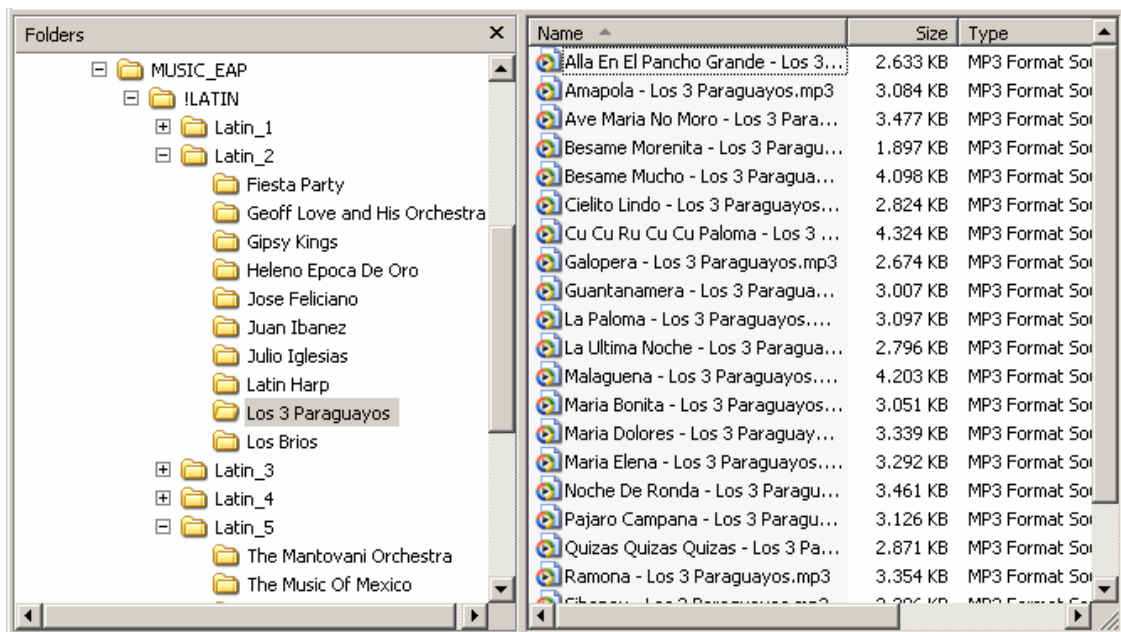 Folders
MUSIC_EAP
!LATIN
Latin_1
Latin_2
Fiesta Party
Geoff Love and His Orchestra
Gipsy Kings
Heleno Epoca De Oro
Jose Feliciano
Juan Ibanez
Julio Iglesias
Latin Harp
Los 3 Paraguayos
Los Brios
Latin_3
Latin_4
Latin_5
The Mantovani Orchestra
The Music Of Mexico
Name Size Type
Alla En El Pancho Grande - Los 3... 2.633 KB MP3 Format Sou
Amapola - Los 3 Paraguayos.mp3 3.084 KB MP3 Format Sou
Ave Maria No Moro - Los 3 Para... 3.477 KB MP3 Format Sou
Besame Morenita - Los 3 Paragu... 1.897 KB MP3 Format Sou
Besame Mucho - Los 3 Paragua... 4.098 KB MP3 Format Sou
Cielito Lindo - Los 3 Paraguayos... 2.824 KB MP3 Format Sou
Cu Cu Ru Cu Cu Paloma - Los 3 ... 4.324 KB MP3 Format Sou
Galopera - Los 3 Paraguayos.mp3 2.674 KB MP3 Format Sou
Guantanamera - Los 3 Paragua... 3.007 KB MP3 Format Sou
La Paloma - Los 3 Paraguayos.... 3.097 KB MP3 Format Sou
La Ultima Noche - Los 3 Paragua... 2.796 KB MP3 Format Sou
Malaguena - Los 3 Paraguayos.... 4.203 KB MP3 Format Sou
Maria Bonita - Los 3 Paraguayos... 3.051 KB MP3 Format Sou
Maria Dolores - Los 3 Paraguay... 3.339 KB MP3 Format Sou
Maria Elena - Los 3 Paraguayos.... 3.292 KB MP3 Format Sou
Noche De Ronda - Los 3 Paragu... 3.461 KB MP3 Format Sou
Pajaro Campana - Los 3 Paragu... 3.126 KB MP3 Format Sou
Quizas Quizas Quizas - Los 3 Pa... 2.871 KB MP3 Format Sou
Ramona - Los 3 Paraguayos.mp3 3.354 KB MP3 Format Sou